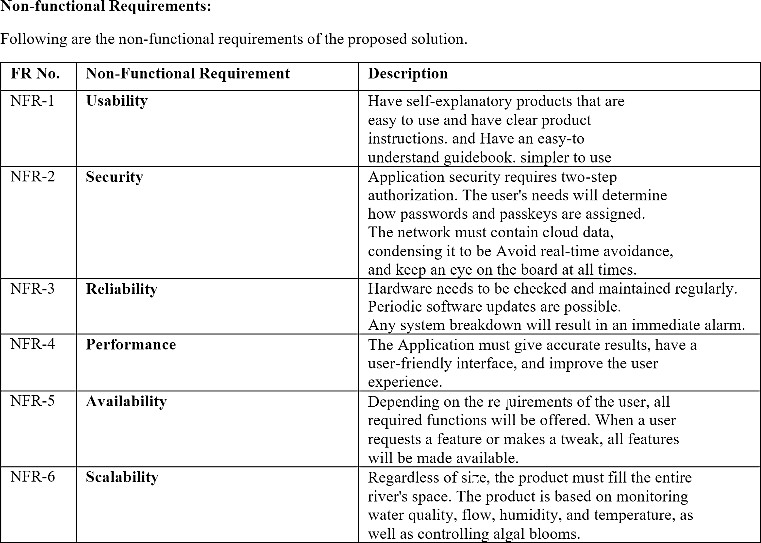 Non-functional Requirements:
Following are the non-functional requirements of the proposed solution.
FR No. Non-Functional Requirement Description
NFR-1 Usability Have self-explanatory products that are
easy to use and have clear product
instructions. and Have an easy-to
understand guidebook. simpler to use
NFR-2 Security Application security requires two-step
authorization. The user's needs will determine
how passwords and passkeys are assigned.
The network must contain cloud data,
condensing it to be Avoid real-time avoidance,
and keep an eye on the board at all times.
NFR-3 Reliability Hardware needs to be checked and maintained regularly.
Periodic software updates are possible.
Any system breakdown will result in an immediate alarm.
NFR-4 Performance The Application must give accurate results, have a
user-friendly interface, and improve the user
experience.
NFR-5 Availability Depending on the requirements of the user, all
required functions will be offered. When a user
requests a feature or makes a tweak, all features
will be made available.
NFR-6 Scalability Regardless of size, the product must fill the entire
river's space. The product is based on monitoring
water quality, flow, humidity, and temperature, as
well as controlling algal blooms.